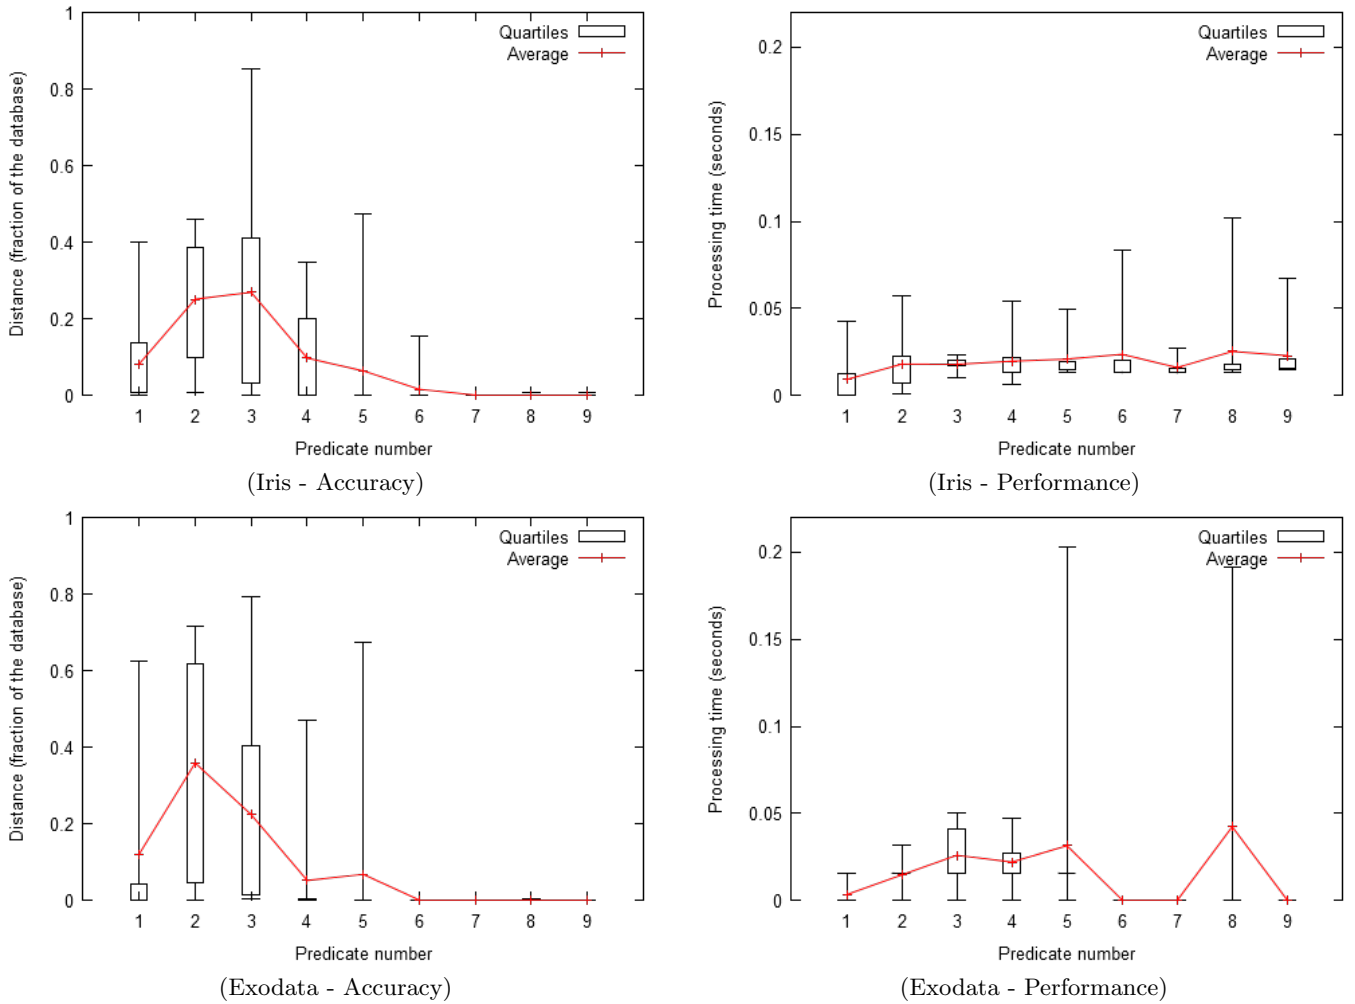 Distance (fraction of the database)
1
0.8
0.6
0.4
0.2
0
Quartiles
Average
1 2 3 4 5 6 7 8 9
Predicate number
(Iris - Accuracy)
Processing time (seconds)
0.2
0.15
0.1
0.05
0
Quartiles
Average
1 2 3 4 5 6 7 8 9
Predicate number
(Iris - Performance)
Distance (fraction of the database)
1
0.8
0.6
0.4
0.2
0
Quartiles
Average
1 2 3 4 5 6 7 8 9
Predicate number
(Exodata - Accuracy)
Processing time (seconds)
0.2
0.15
0.1
0.05
0
Quartiles
Average
1 2 3 4 5 6 7 8 9
Predicate number
(Exodata - Performance)